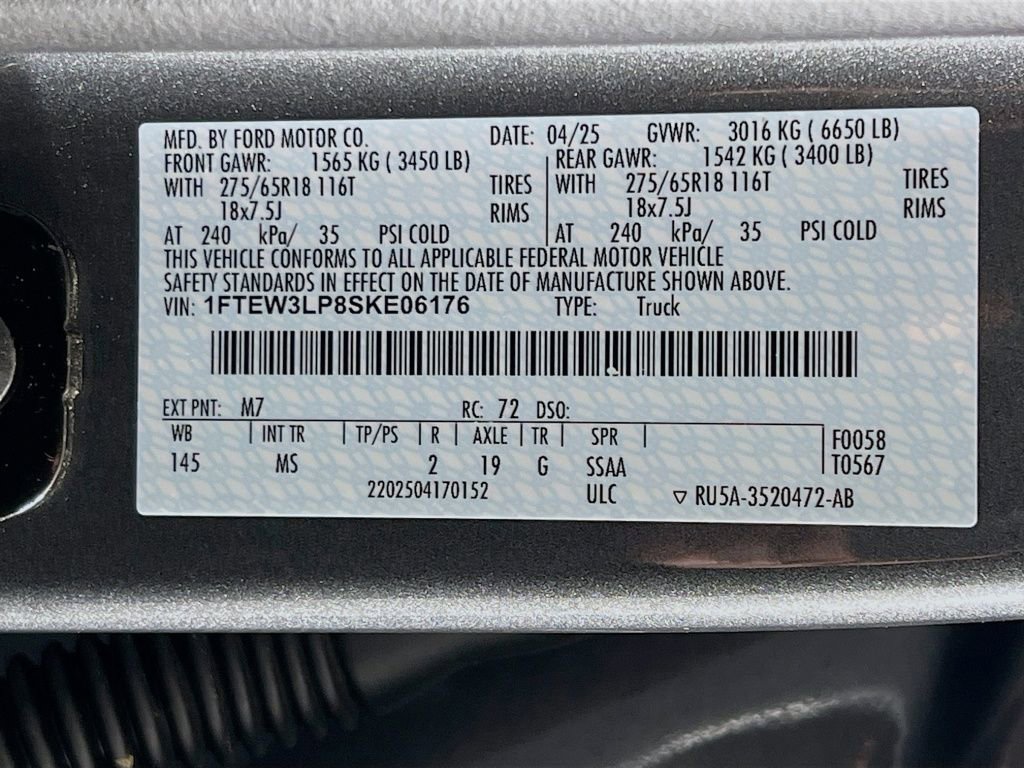 MFD. BY FORD MOTOR CO. DATE: 04/25 GVWR: 3016 KG ( 6650 LB)
FRONT GAWR: 1565 KG ( 3450 LB) REAR GAWR: 1542 KG ( 3400 LB)
WITH 275/65R18 116T TIRES WITH 275/65R18 116T TIRES
18x7.5J RIMS 18x7.5J RIMS
AT 240 kPa/ 35 PSI COLD AT 240 kPa/ 35 PSI COLD
THIS VEHICLE CONFORMS TO ALL APPLICABLE FEDERAL MOTOR VEHICLE
SAFETY STANDARDS IN EFFECT ON THE DATE OF MANUFACTURE SHOWN ABOVE.
VIN: 1FTEW3LP8SKE06176 TYPE: Truck
EXT PNT: M7 RC: 72 DSO:
WB | INT TR | TP/PS | R | AXLE | TR | SPR | F0058
145 MS 2 19 G SSAA T0567
2202504170152 ULC ▽ RU5A-3520472-AB